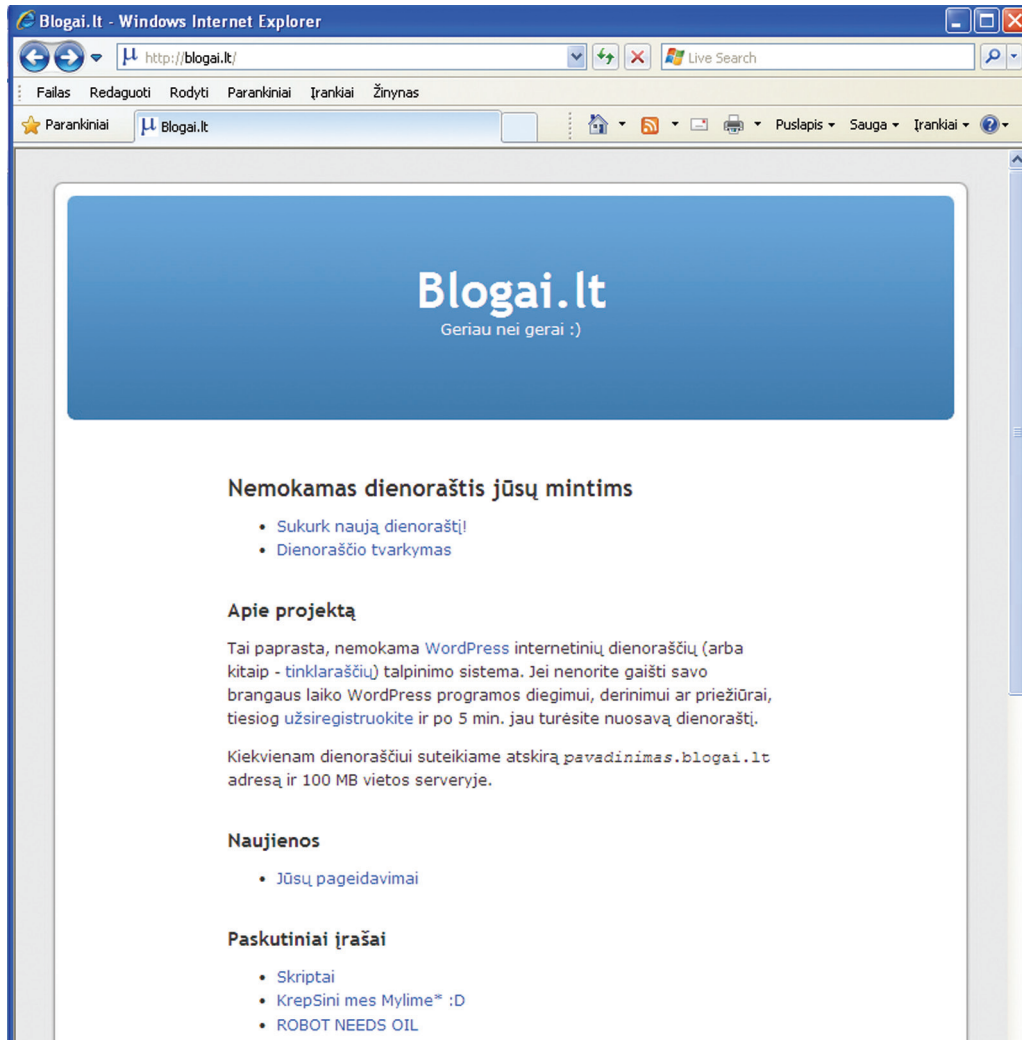 Blogai.lt - Windows Internet Explorer
http://blogai.lt/
Live Search
Failas Redaguoti Rodyti Parankiniai Įrankiai Žinynas
Parankiniai
µ Blogai.lt
Puslapis Sauga Įrankiai
Blogai.lt
Geriau nei gerai :)
Nemokamas dienoraštis jūsų mintims
• Sukurk naują dienoraštį!
• Dienoraščio tvarkymas
Apie projektą
Tai paprasta, nemokama WordPress internetinių dienoraščių (arba
kitaip - tinklaraščių) talpinimo sistema. Jei nenorite gaišti savo
brangaus laiko WordPress programos diegimui, derinimui ar priežiūrai,
tiesiog užsiregistruokite ir po 5 min. jau turėsite nuosavą dienoraštį.
Kiekvienam dienoraščiui suteikiame atskirą pavadinimas.blogai.lt
adresą ir 100 MB vietos serveryje.
Naujienos
• Jūsų pageidavimai
Paskutiniai įrašai
• Skriptai
• KrepSini mes Mylime* :D
• ROBOT NEEDS OIL